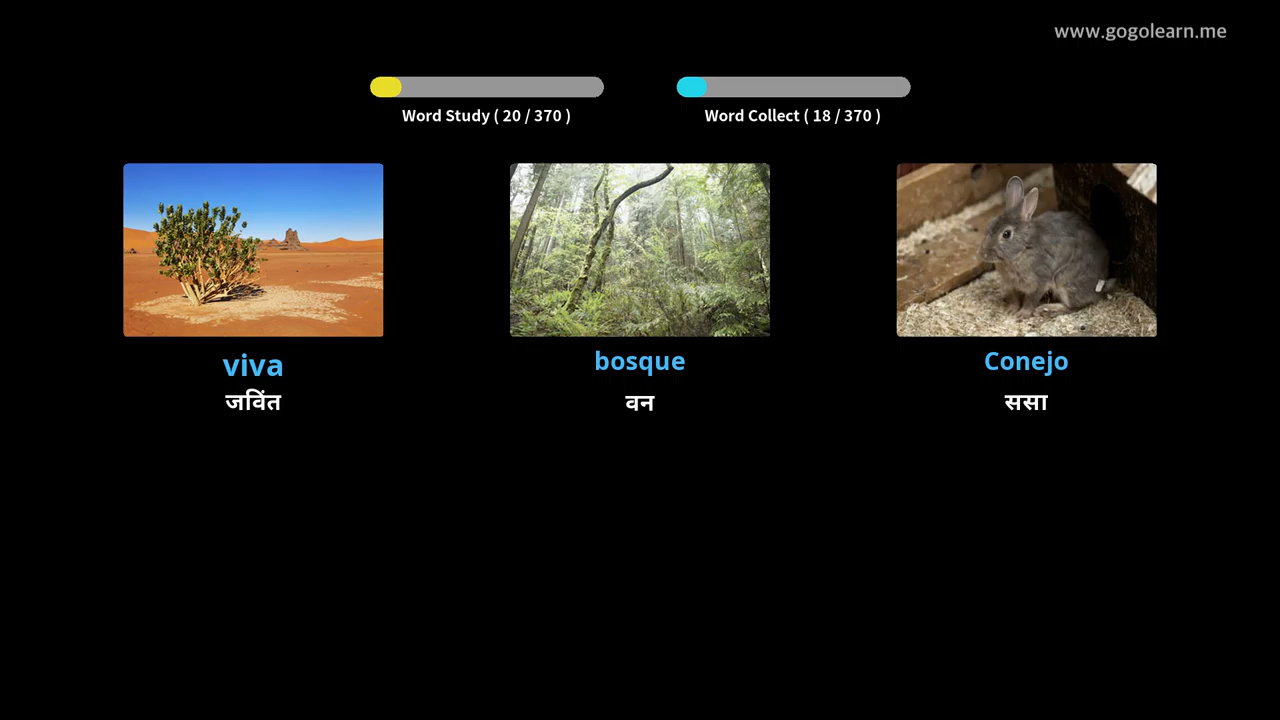 www.gogolearn.me
Word Study ( 20 / 370 )
Word Collect ( 18 / 370 )
viva
जविंत
bosque
वन
Conejo
ससा